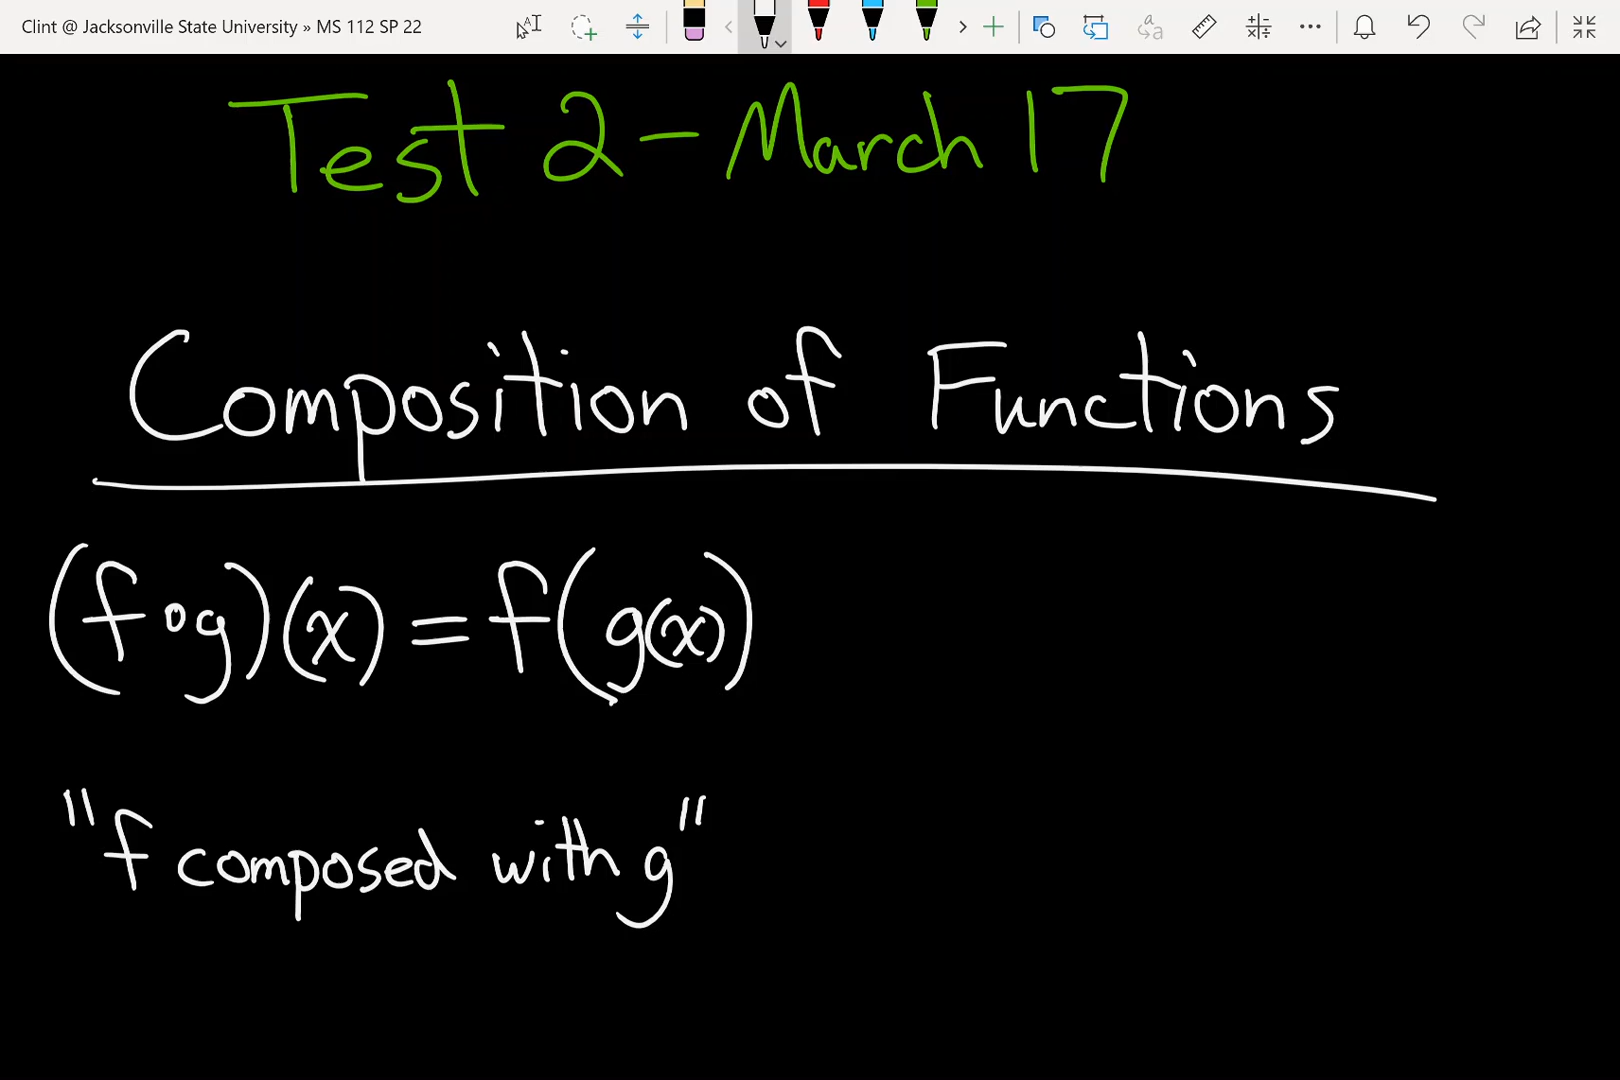 Clint @ Jacksonville State University » MS 112 SP 22
Test 2 - March 17
Composition of Functions
(f∘g)(x) = f(g(x))
"f composed with g"